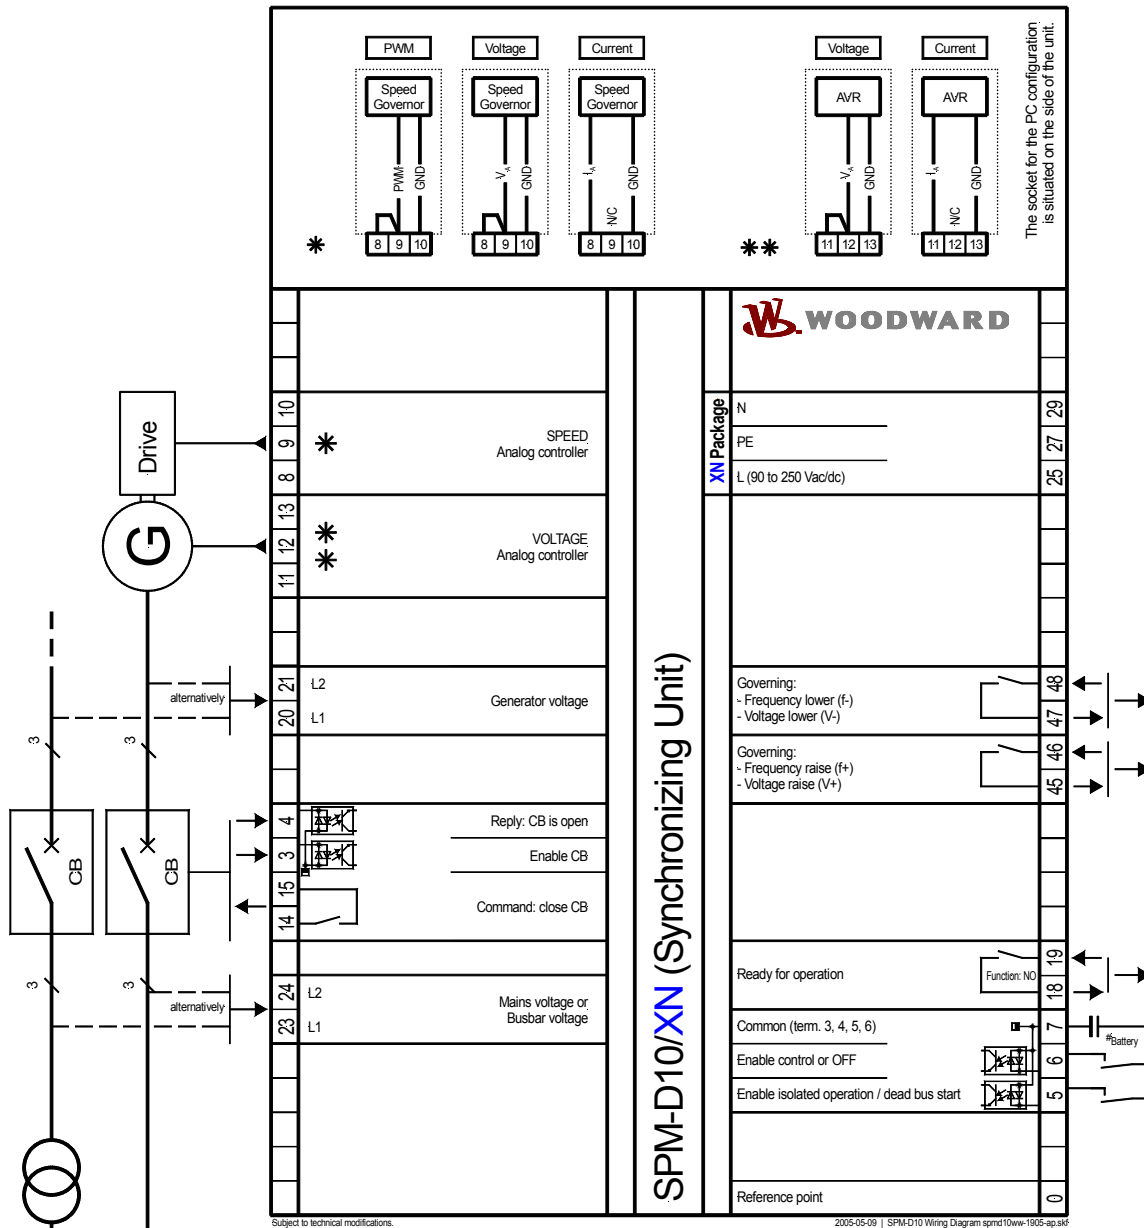 PWM
Voltage
Current
Voltage
Current
Speed
Governor
Speed
Governor
Speed
Governor
AVR
AVR
PWM
GND
VA
GND
IA
N/C
GND
VA
GND
IA
N/C
GND
8 9 10
8 9 10
8 9 10
11 12 13
11 12 13
*
**
The socket for the PC configuration
is situated on the side of the unit.
WOODWARD
Drive
G
10
9
8
*
SPEED
Analog controller
13
12
11
*
*
VOLTAGE
Analog controller
XN Package
N
PE
L (90 to 250 Vac/dc)
29
27
25
alternatively
21
20
L2
L1
Generator voltage
3
3
CB
CB
4
3
15
14
Reply: CB is open
Enable CB
Command: close CB
3
3
alternatively
24
23
L2
L1
Mains voltage or
Busbar voltage
SPM-D10/XN (Synchronizing Unit)
Governing:
- Frequency lower (f-)
- Voltage lower (V-)
48
47
Governing:
- Frequency raise (f+)
- Voltage raise (V+)
46
45
Ready for operation
Function: NO
19
18
Common (term. 3, 4, 5, 6)
7
#Battery
Enable control or OFF
6
Enable isolated operation / dead bus start
5
Reference point
0
Subject to technical modifications.
2005-05-09 | SPM-D10 Wiring Diagram spmd10ww-1905-ap.skf